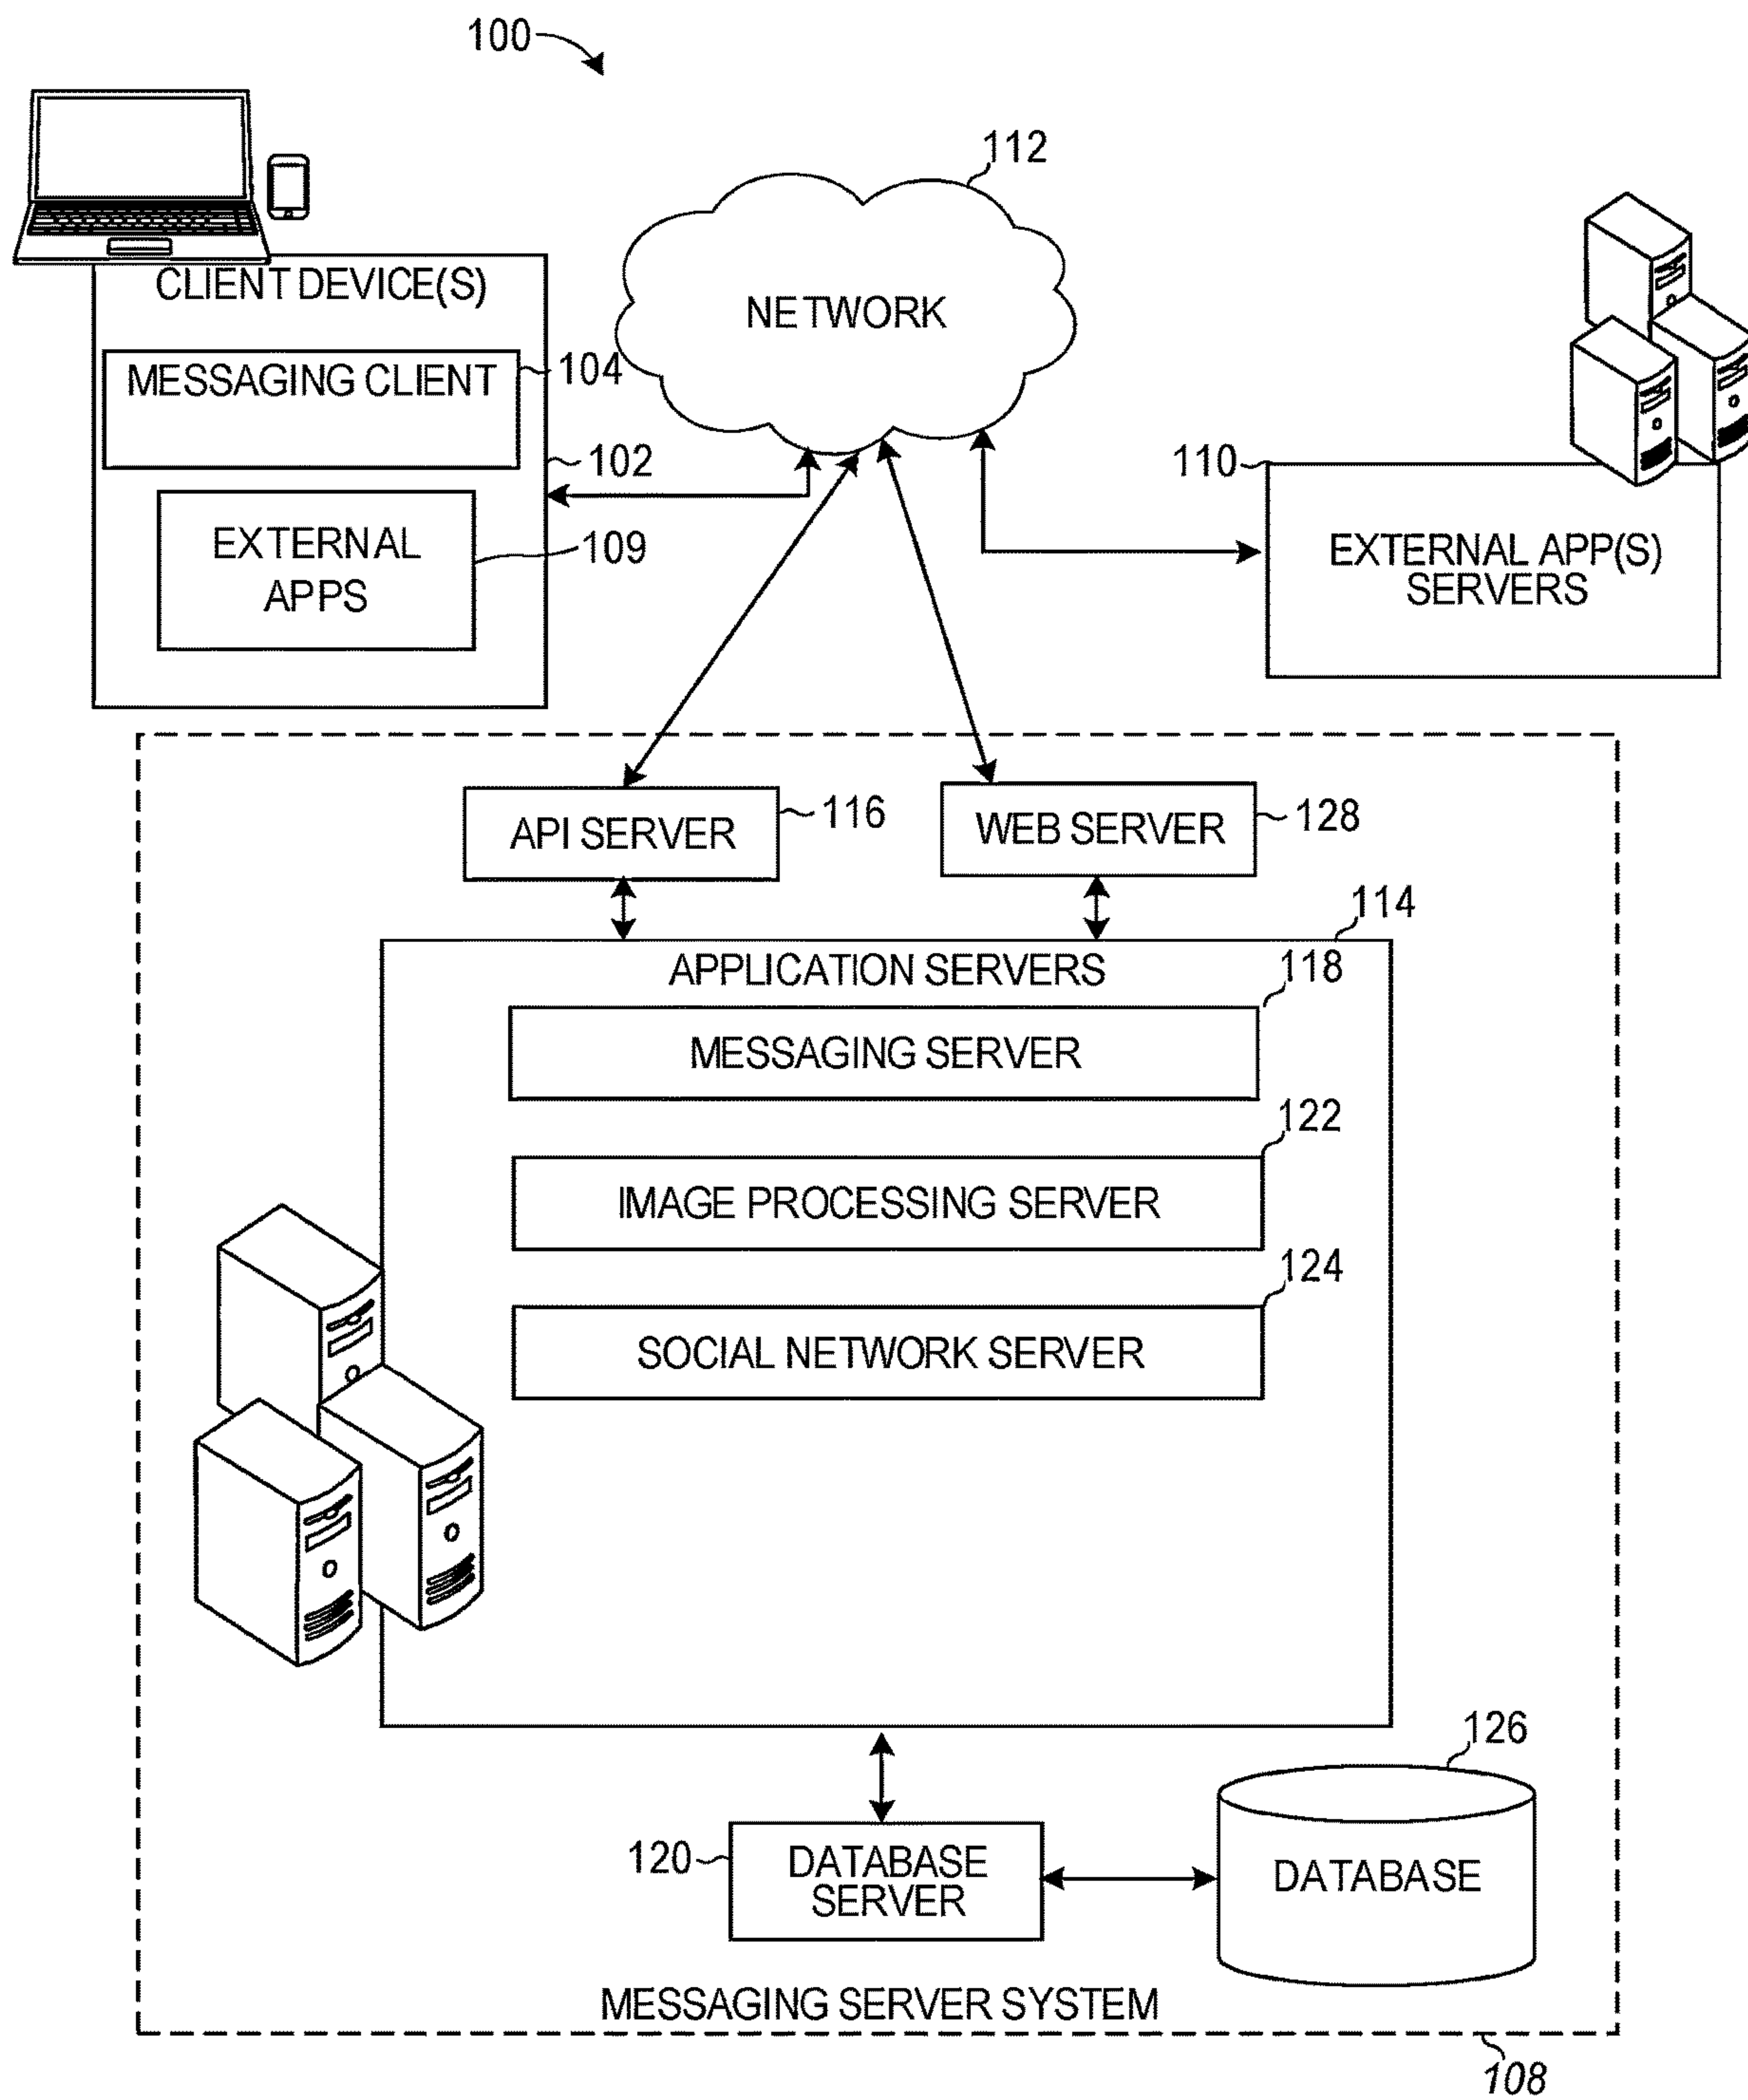 100
112
CLIENT DEVICE(S)
NETWORK
MESSAGING CLIENT
104
102
110
EXTERNAL
APPS
109
EXTERNAL APP(S)
SERVERS
API SERVER
116
WEB SERVER
128
114
APPLICATION SERVERS
118
MESSAGING SERVER
122
IMAGE PROCESSING SERVER
124
SOCIAL NETWORK SERVER
126
120
DATABASE
SERVER
DATABASE
MESSAGING SERVER SYSTEM
108